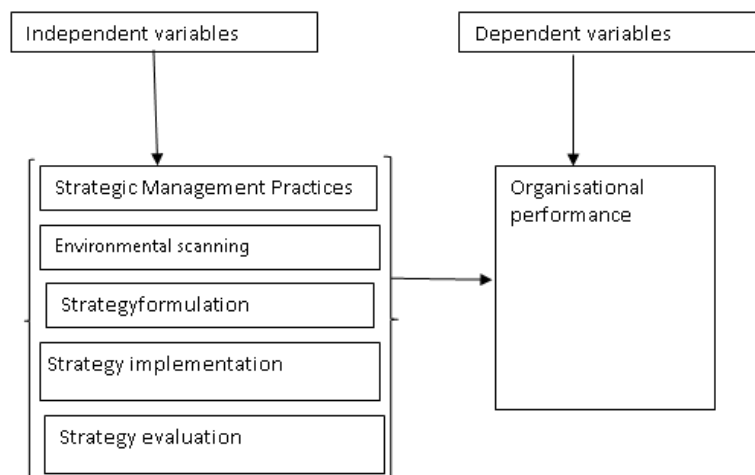 Independent variables
Dependent variables
Strategic Management Practices
Environmental scanning
Strategyformulation
Strategy implementation
Strategy evaluation
Organisational
performance